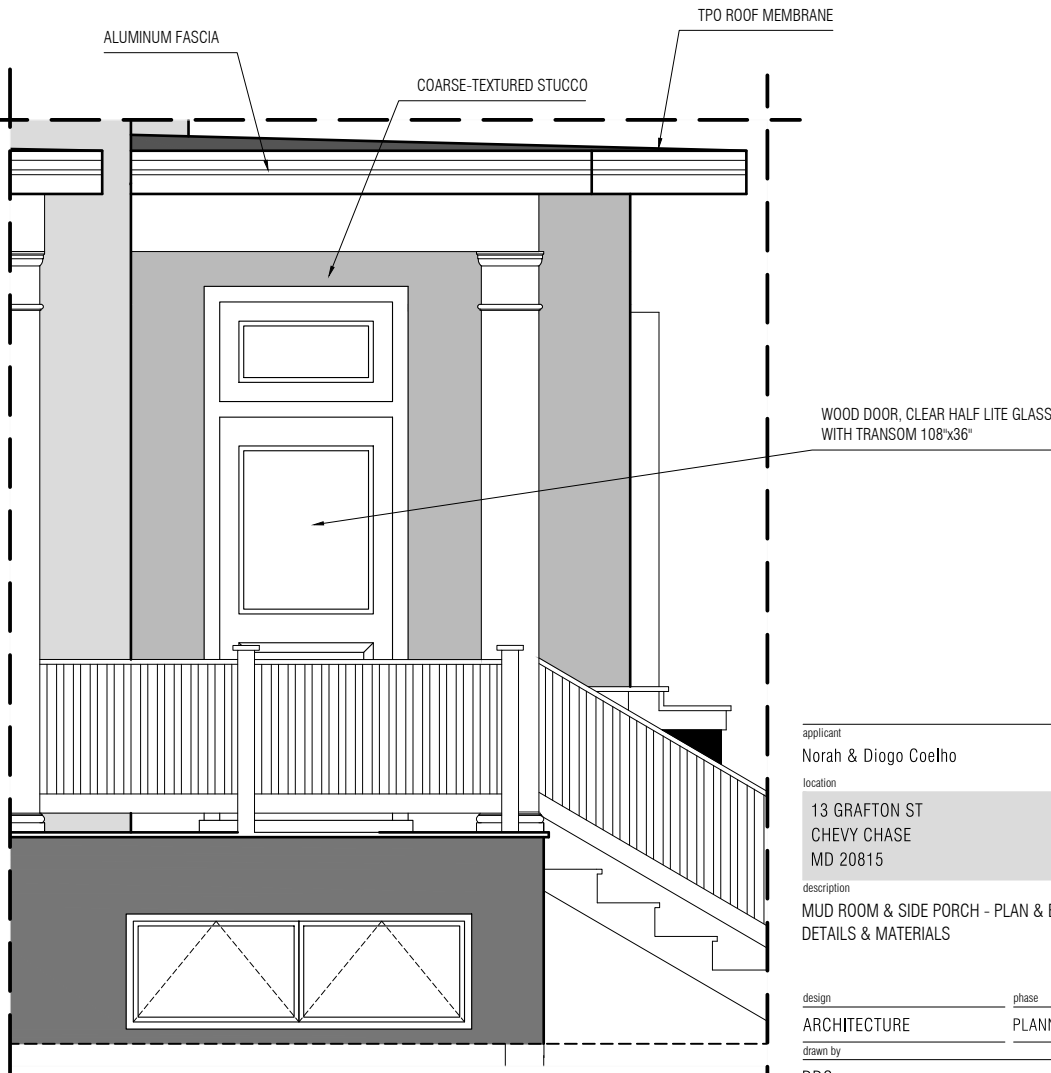 TPO ROOF MEMBRANE
ALUMINUM FASCIA
COARSE-TEXTURED STUCCO
WOOD DOOR, CLEAR HALF LITE GLASS
WITH TRANSOM 108"x36"
applicant
Norah & Diogo Coelho
location
13 GRAFTON ST
CHEVY CHASE
MD 20815
description
MUD ROOM & SIDE PORCH - PLAN &
DETAILS & MATERIALS
design
phase
ARCHITECTURE
drawn by